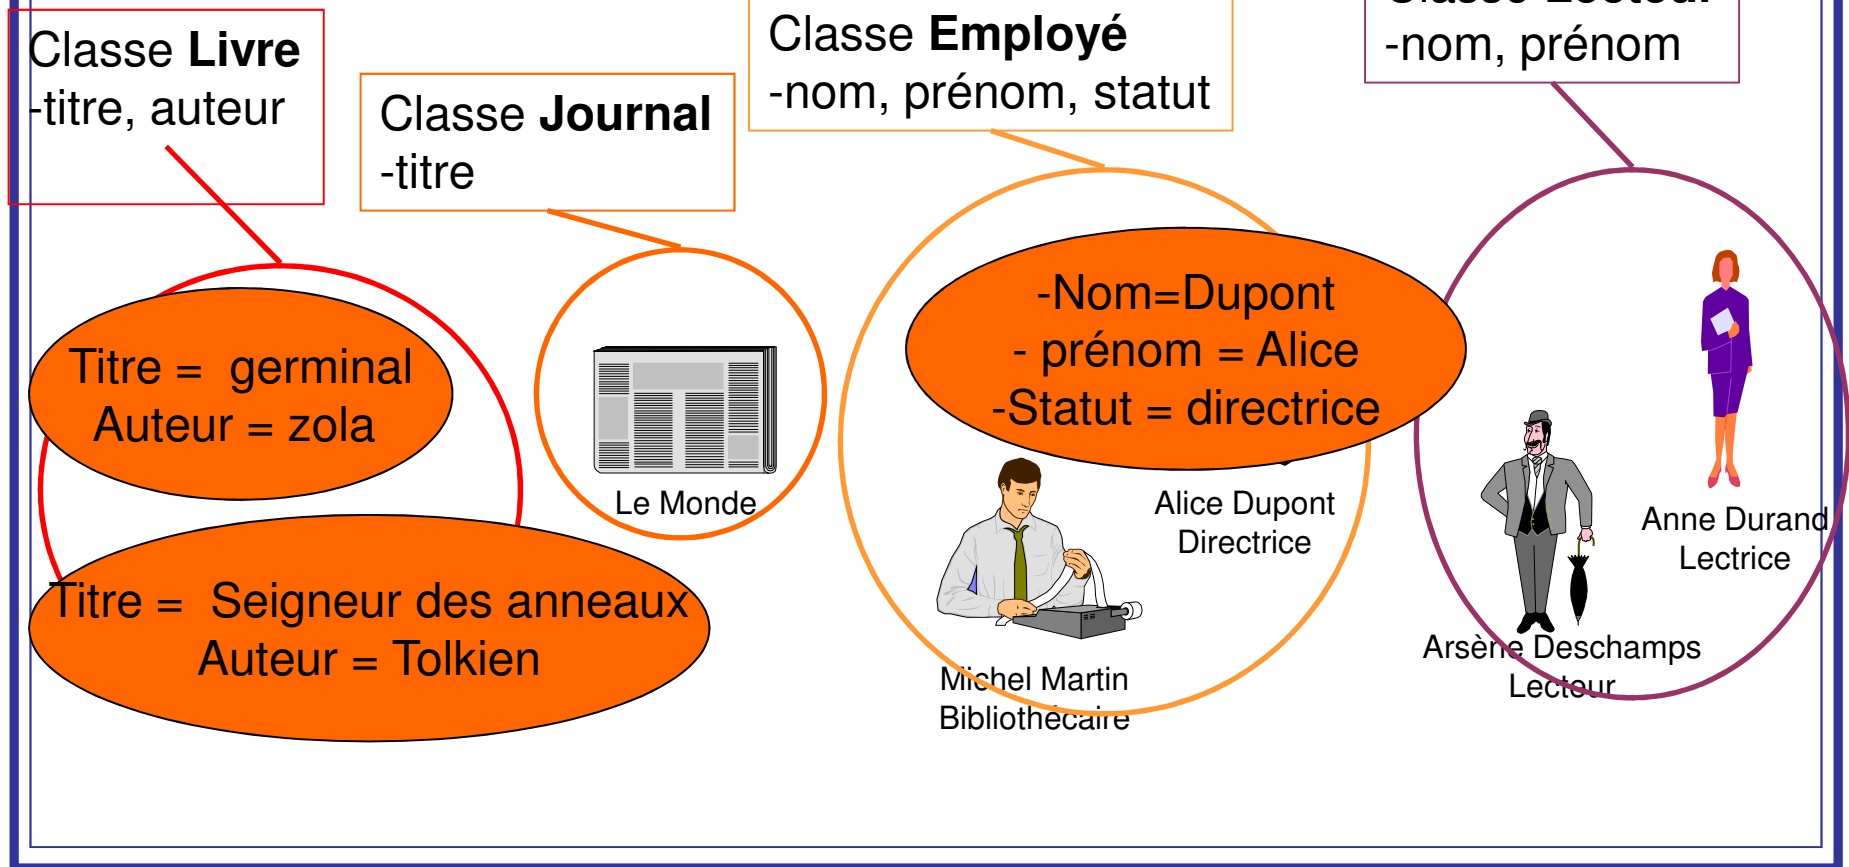 Classe Livre
-titre, auteur
Classe Journal
-titre
Classe Employé
-nom, prénom, statut
Classe Lecteur
-nom, prénom
Titre =  germinal
Auteur = zola
Titre =  Seigneur des anneaux
Auteur = Tolkien
Le Monde
-Nom=Dupont
- prénom = Alice
-Statut = directrice
Alice Dupont
Directrice
Michel Martin
Bibliothécaire
Anne Durand
Lectrice
Arsène Deschamps
Lecteur